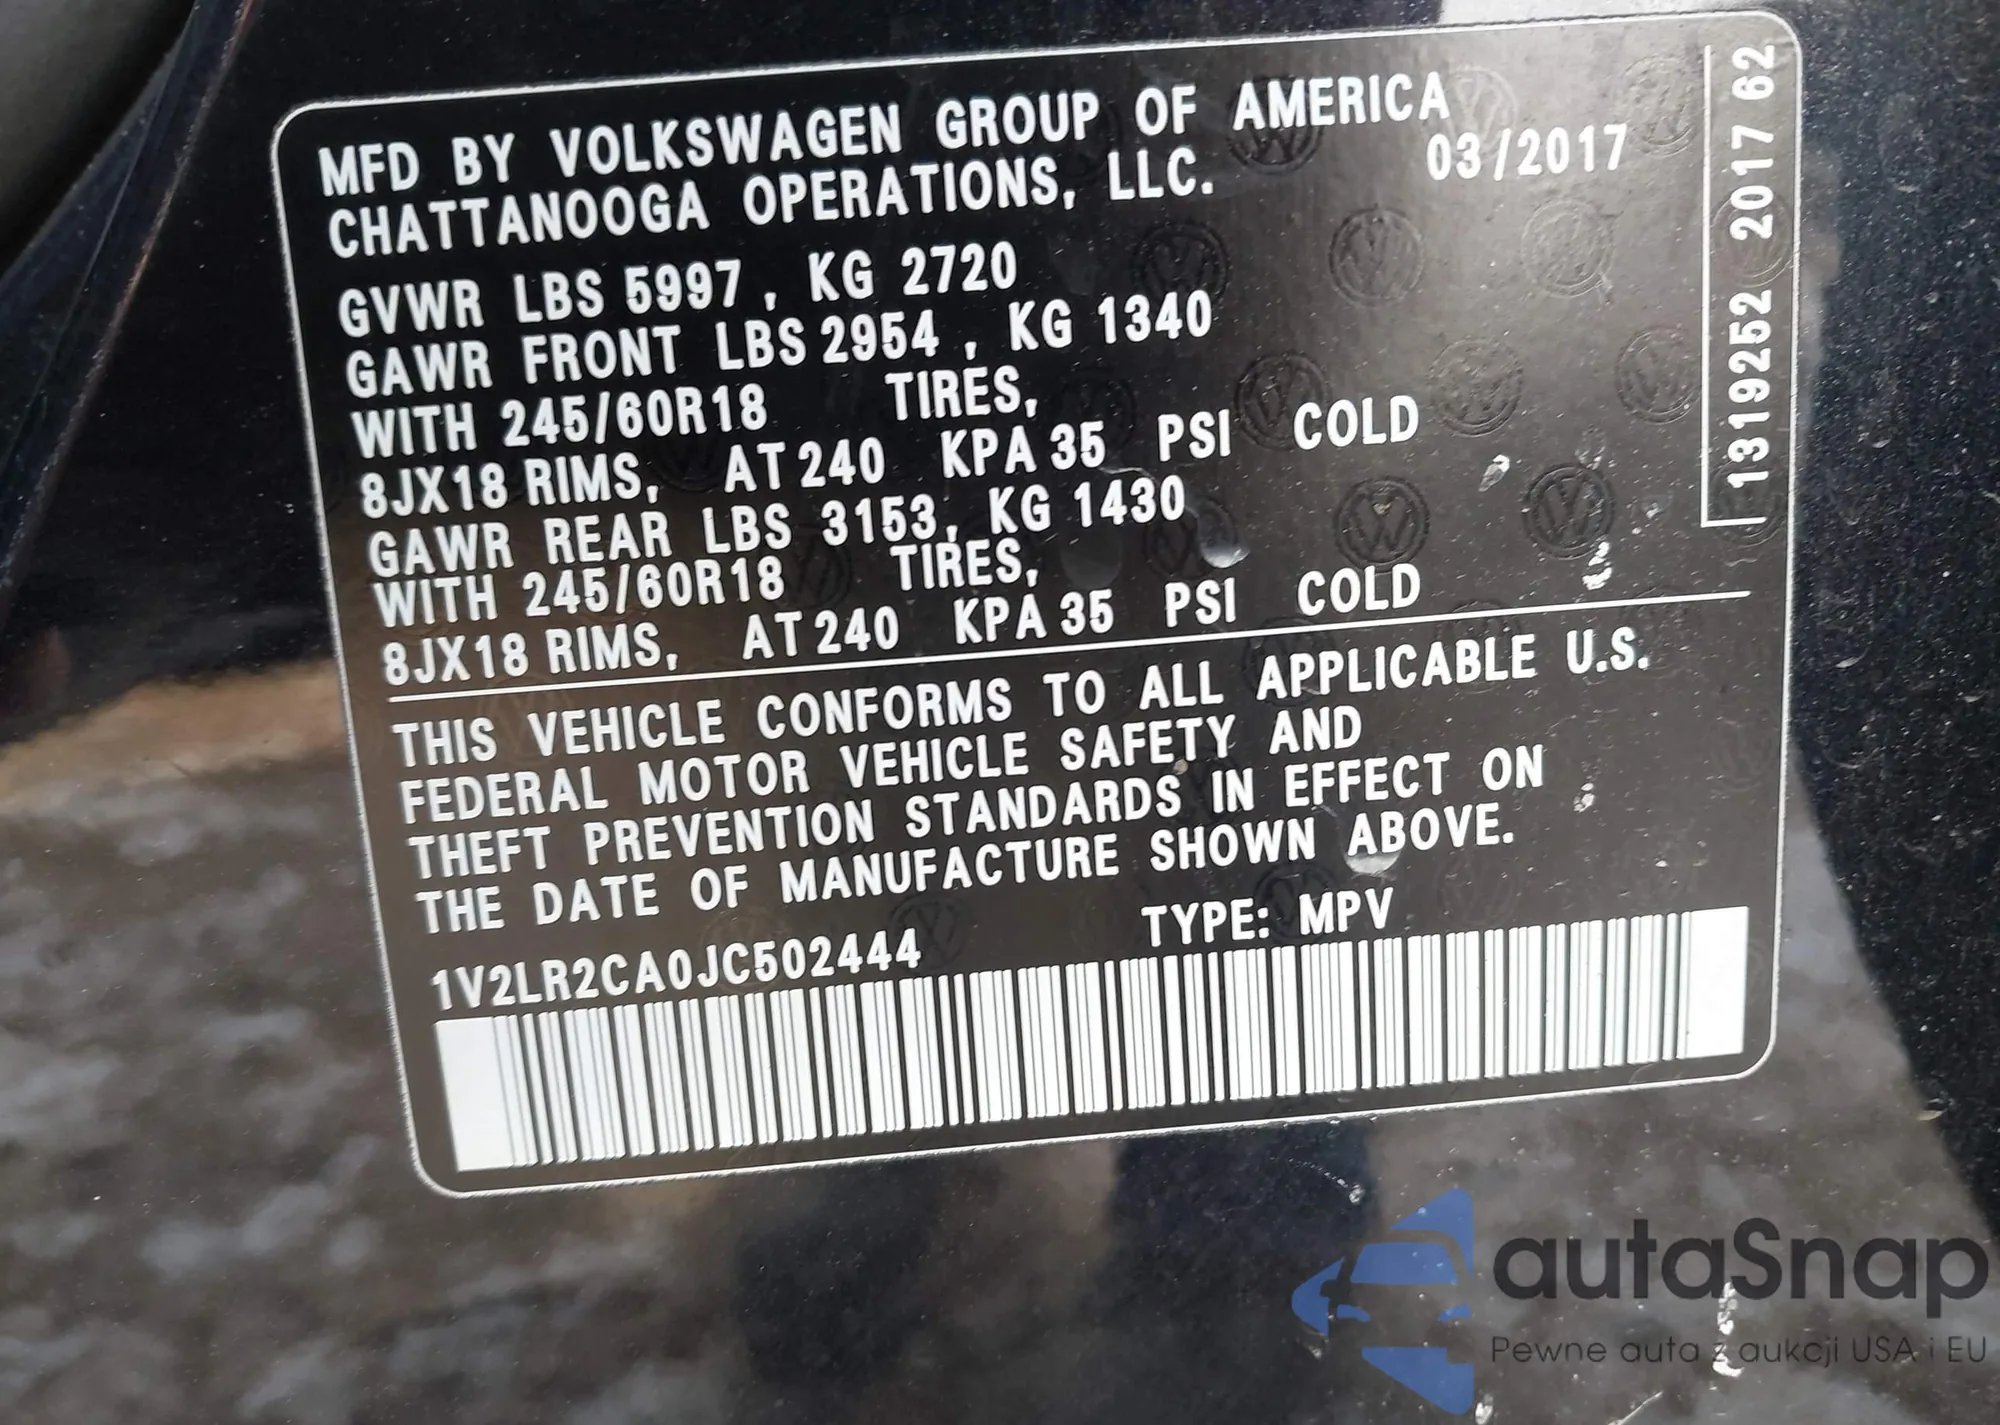 MFD BY VOLKSWAGEN GROUP OF AMERICA
CHATTANOOGA OPERATIONS, LLC. 03/2017
GVWR LBS 5997 , KG 2720
GAWR FRONT LBS 2954 , KG 1340
WITH 245/60R18 TIRES,
8JX18 RIMS, AT 240 KPA 35 PSI COLD
GAWR REAR LBS 3153, KG 1430
WITH 245/60R18 TIRES,
8JX18 RIMS, AT 240 KPA 35 PSI COLD
THIS VEHICLE CONFORMS TO ALL APPLICABLE U.S.
FEDERAL MOTOR VEHICLE SAFETY AND
THEFT PREVENTION STANDARDS IN EFFECT ON
THE DATE OF MANUFACTURE SHOWN ABOVE.
1V2LR2CA0JC502444 TYPE: MPV
1319252 2017 62
autaSnap
Pewne auta z aukcji USA i EU